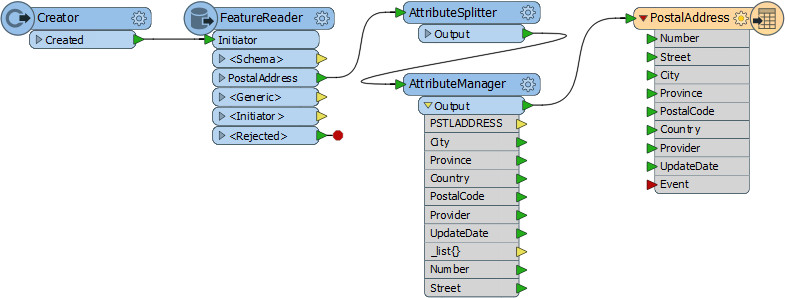 Creator
Created
FeatureReader
Initiator
<Schema>
PostalAddress
<Generic>
<Initiator>
<Rejected>
AttributeSplitter
Output
AttributeManager
Output
PSTLADDRESS
City
Province
Country
PostalCode
Provider
UpdateDate
_list{}
Number
Street
PostalAddress
Number
Street
City
Province
PostalCode
Country
Provider
UpdateDate
Event